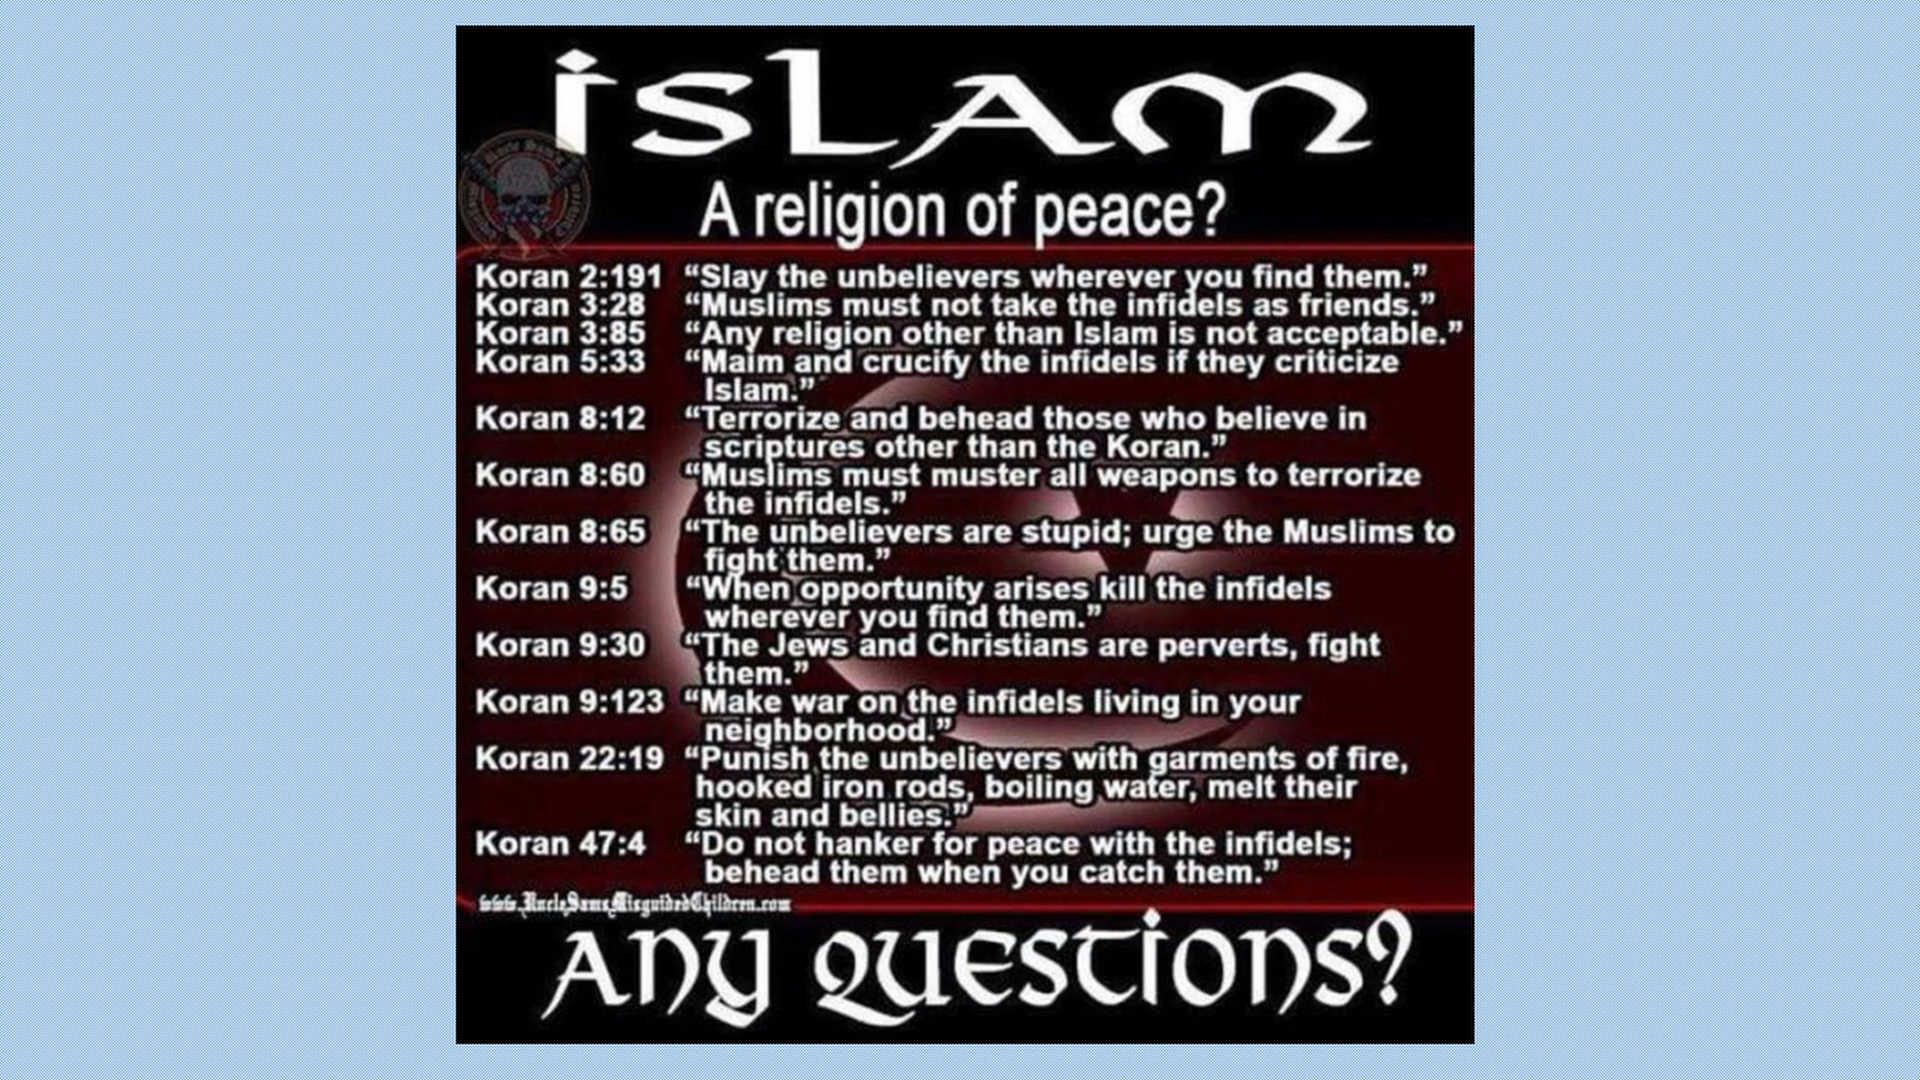 islam
A religion of peace?
Koran 2:191 “Slay the unbelievers wherever you find them.”
Koran 3:28 “Muslims must not take the infidels as friends.”
Koran 3:85 “Any religion other than Islam is not acceptable.”
Koran 5:33 “Maim and crucify the infidels if they criticize
Islam.”
Koran 8:12 “Terrorize and behead those who believe in
scriptures other than the Koran.”
Koran 8:60 “Muslims must muster all weapons to terrorize
the infidels.”
Koran 8:65 “The unbelievers are stupid; urge the Muslims to
fight them.”
Koran 9:5 “When opportunity arises kill the infidels
wherever you find them.”
Koran 9:30 “The Jews and Christians are perverts, fight
them.”
Koran 9:123 “Make war on the infidels living in your
neighborhood.”
Koran 22:19 “Punish the unbelievers with garments of fire,
hooked iron rods, boiling water, melt their
skin and bellies.”
Koran 47:4 “Do not hanker for peace with the infidels;
behead them when you catch them.”
www.UncleSamsMisguidedChildren.com
Any Questions?